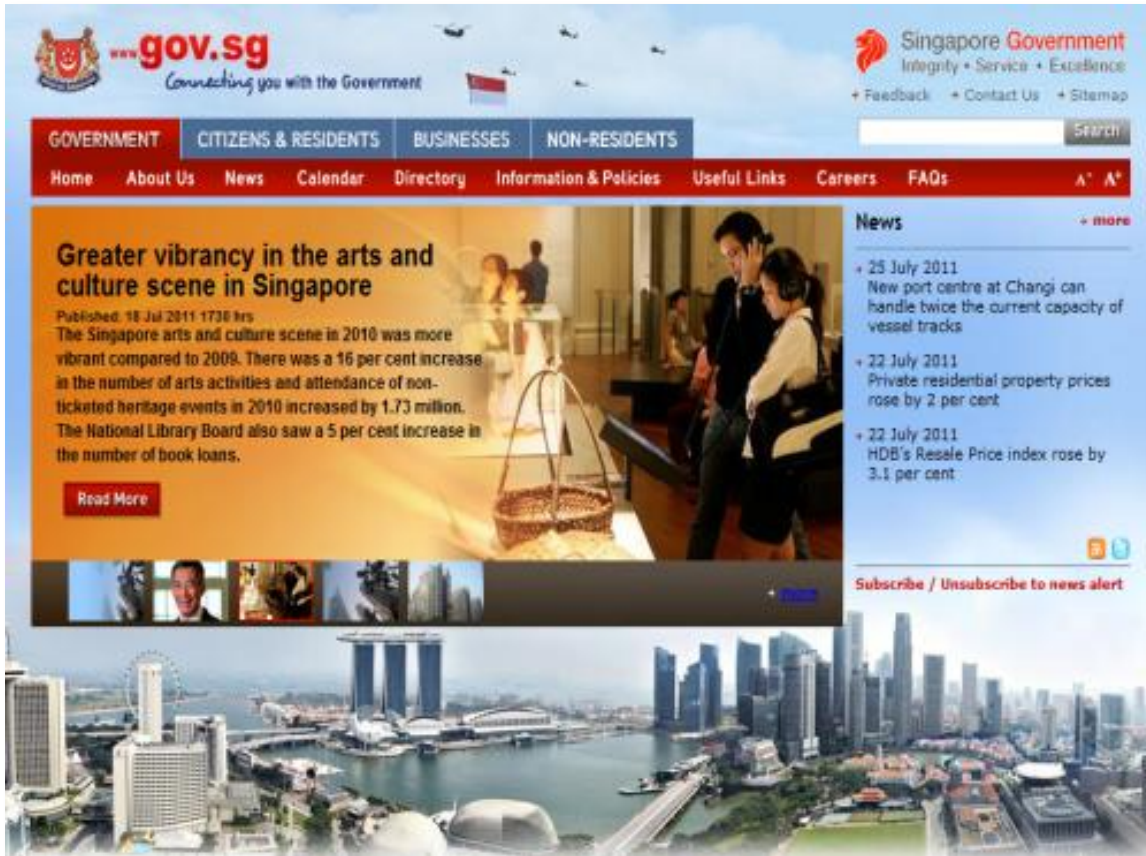 www.gov.sg
Connecting you with the Government
Singapore Government
Integrity • Service • Excellence
Feedback Contact Us Sitemap
Search
GOVERNMENT CITIZENS & RESIDENTS BUSINESSES NON-RESIDENTS
Home About Us News Calendar Directory Information & Policies Useful Links Careers FAQs A- A+
Greater vibrancy in the arts and
culture scene in Singapore
Published: 18 Jul 2011 1730 hrs
The Singapore arts and culture scene in 2010 was more
vibrant compared to 2009. There was a 16 per cent increase
in the number of arts activities and attendance of non-
ticketed heritage events in 2010 increased by 1.73 million.
The National Library Board also saw a 5 per cent increase in
the number of book loans.
Read More
more
News + more
25 July 2011
New port centre at Changi can
handle twice the current capacity of
vessel tracks
22 July 2011
Private residential property prices
rose by 2 per cent
22 July 2011
HDB's Resale Price index rose by
3.1 per cent
Subscribe / Unsubscribe to news alert